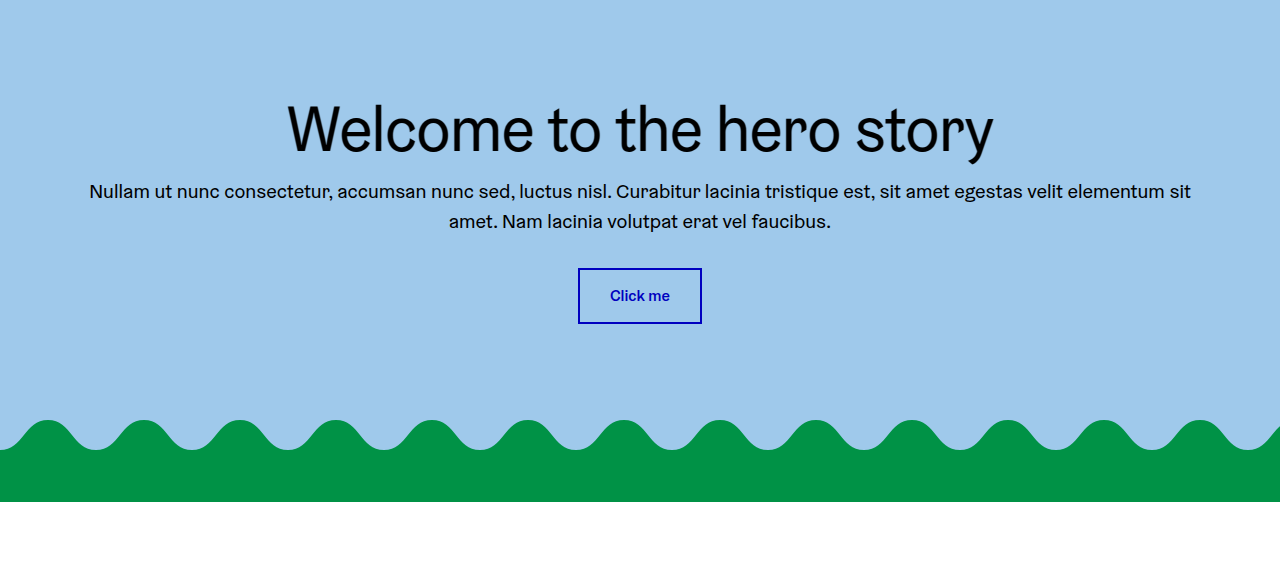 Welcome to the hero story
Nullam ut nunc consectetur, accumsan nunc sed, luctus nisl. Curabitur lacinia tristique est, sit amet egestas velit elementum sit
amet. Nam lacinia volutpat erat vel faucibus.
Click me